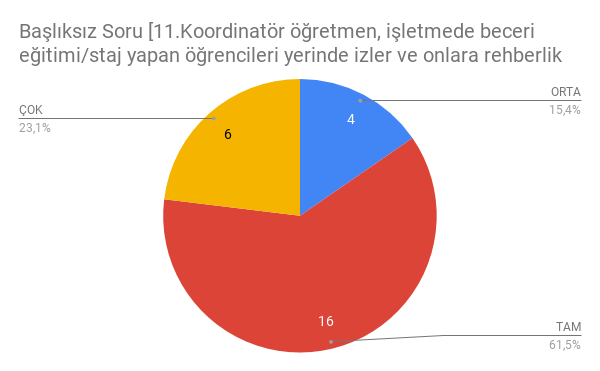 Başlıksız Soru [11.Koordinatör öğretmen, işletmede beceri
eğitimi/staj yapan öğrencileri yerinde izler ve onlara rehberlik
ORTA
15,4%
4
ÇOK
23,1%
6
16
TAM
61,5%